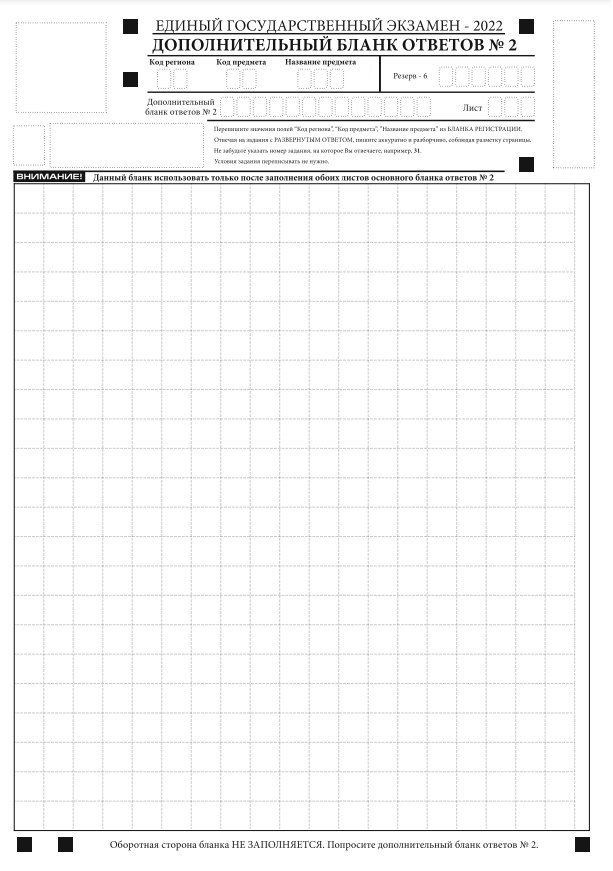 ЕДИНЫЙ ГОСУДАРСТВЕННЫЙ ЭКЗАМЕН - 2022
ДОПОЛНИТЕЛЬНЫЙ БЛАНК ОТВЕТОВ № 2
Код региона Код предмета Название предмета
Резерв - 6
Дополнительный
бланк ответов № 2
Лист
Перепишите значения полей "Код региона", "Код предмета", "Название предмета" из БЛАНКА РЕГИСТРАЦИИ.
Отвечая на задания с РАЗВЕРНУТЫМ ОТВЕТОМ, пишите аккуратно и разборчиво, соблюдая разметку страницы.
Не забудьте указать номер задания, на которое Вы отвечаете, например, 31.
Условия задания переписывать не нужно.
ВНИМАНИЕ! Данный бланк использовать только после заполнения обоих листов основного бланка ответов № 2
Оборотная сторона бланка НЕ ЗАПОЛНЯЕТСЯ. Попросите дополнительный бланк ответов № 2.